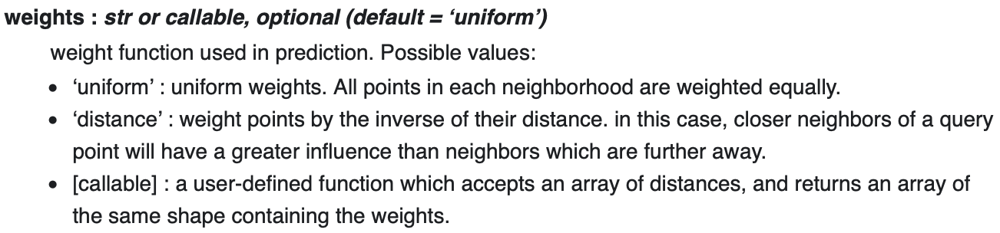 weights : str or callable, optional (default = ‘uniform’)
weight function used in prediction. Possible values:
• ‘uniform’ : uniform weights. All points in each neighborhood are weighted equally.
• ‘distance’ : weight points by the inverse of their distance. in this case, closer neighbors of a query
point will have a greater influence than neighbors which are further away.
• [callable] : a user-defined function which accepts an array of distances, and returns an array of
the same shape containing the weights.